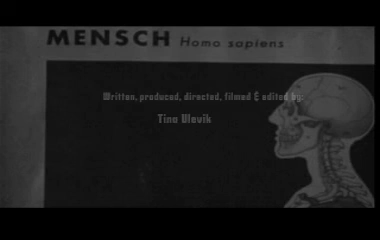 MENSCH Homo sapiens
Written, produced, directed, filmed & edited by:
Tina Ulevik